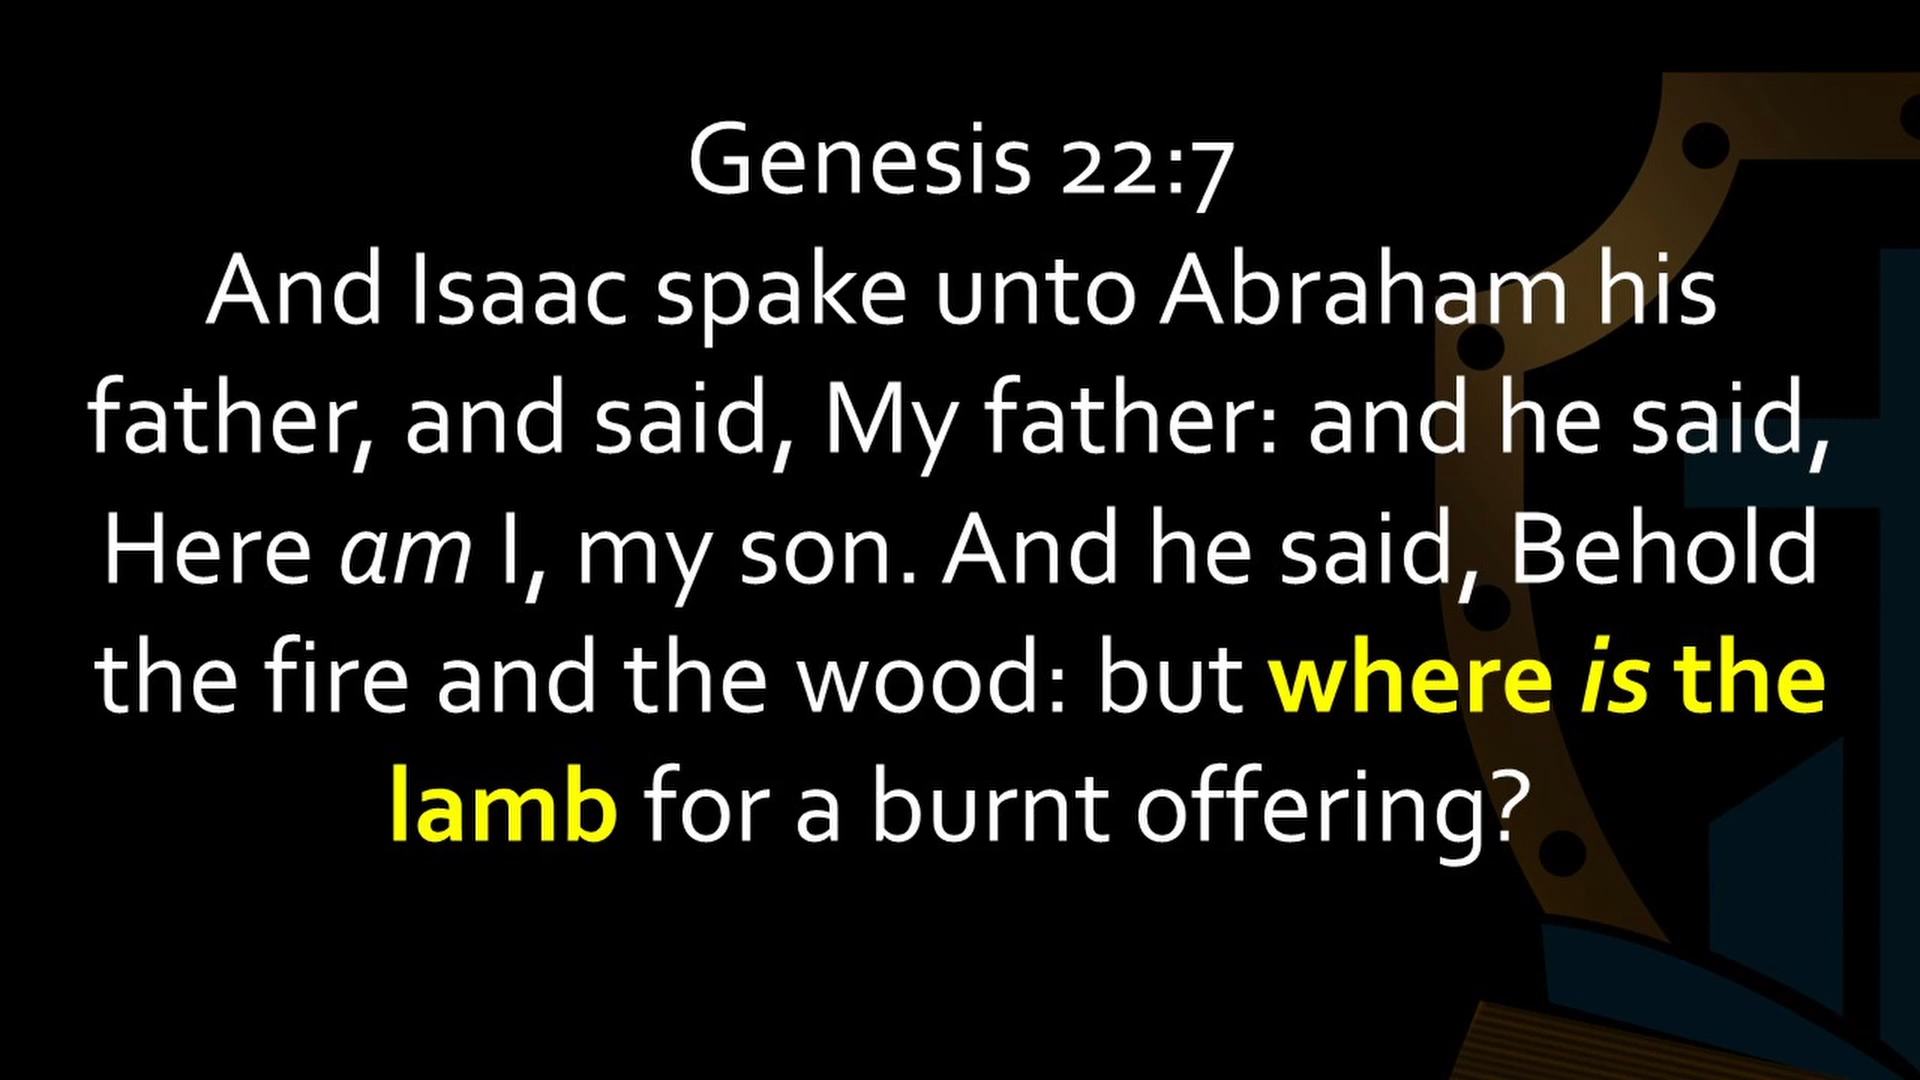 Genesis 22:7
And Isaac spake unto Abraham his
father, and said, My father: and he said,
Here am I, my son. And he said, Behold
the fire and the wood: but where is the
lamb for a burnt offering?